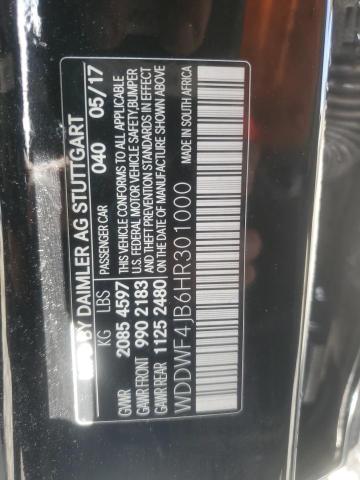 BY DAIMLER AG STUTTGART
KG LBS PASSENGER CAR 040 05/17
GVWR 2085 4597 THIS VEHICLE CONFORMS TO ALL APPLICABLE
U.S. FEDERAL MOTOR VEHICLE SAFETY, BUMPER
GAWR FRONT 990 2183 AND THEFT PREVENTION STANDARDS IN EFFECT
GAWR REAR 1125 2480 ON THE DATE OF MANUFACTURE SHOWN ABOVE
MADE IN SOUTH AFRICA
WDDWF4JB6HR301000